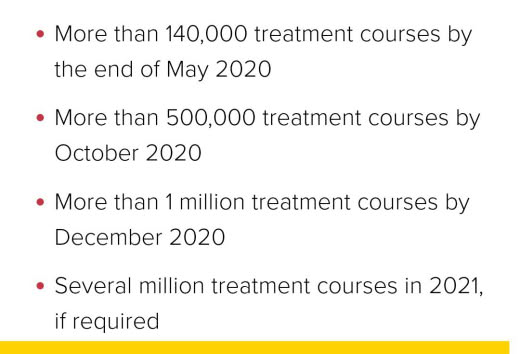 • More than 140,000 treatment courses by
the end of May 2020
• More than 500,000 treatment courses by
October 2020
• More than 1 million treatment courses by
December 2020
• Several million treatment courses in 2021,
if required